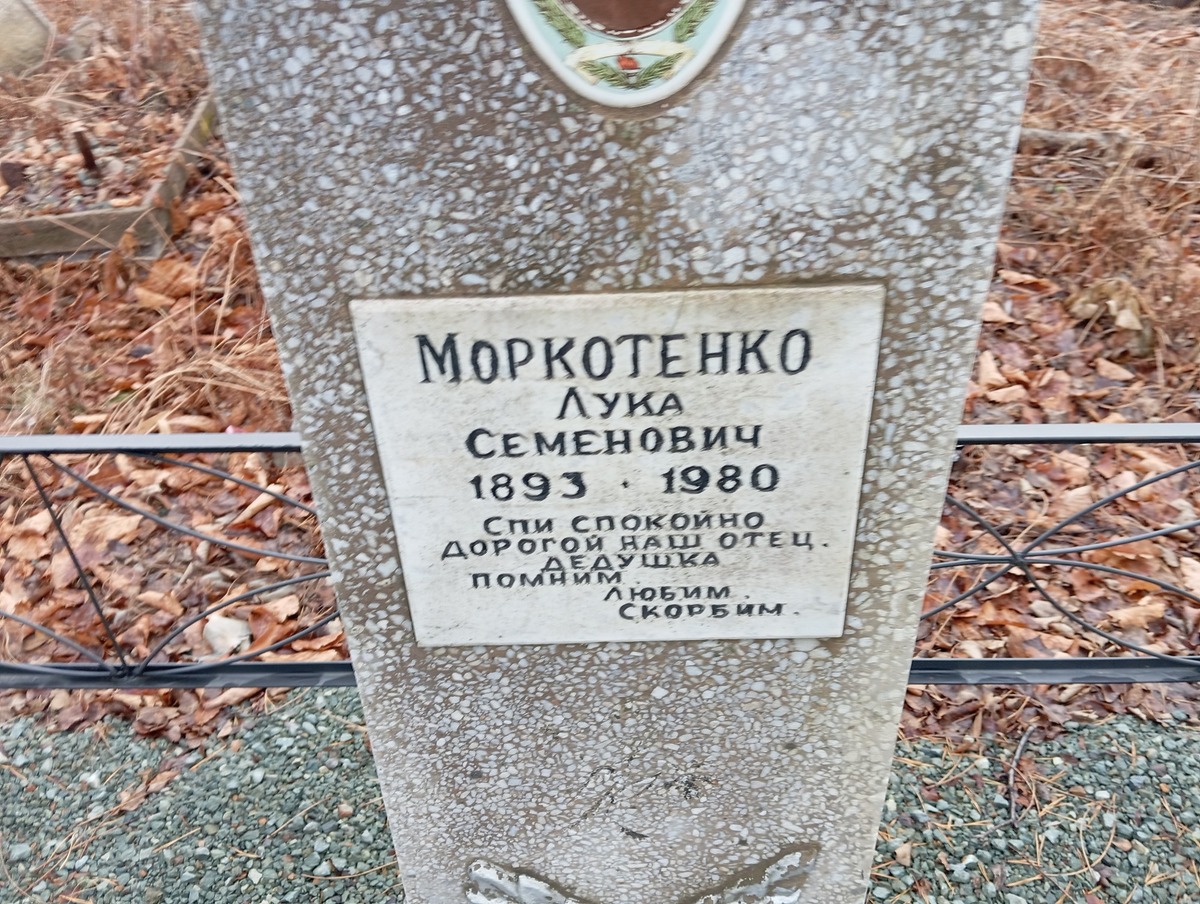 МОРКОТЕНКО
ЛУКА
СЕМЕНОВИЧ
1893 · 1980
СПИ СПОКОЙНО
ДОРОГОЙ НАШ ОТЕЦ.
ДЕДУШКА
ПОМНИМ.
ЛЮБИМ.
СКОРБИМ.